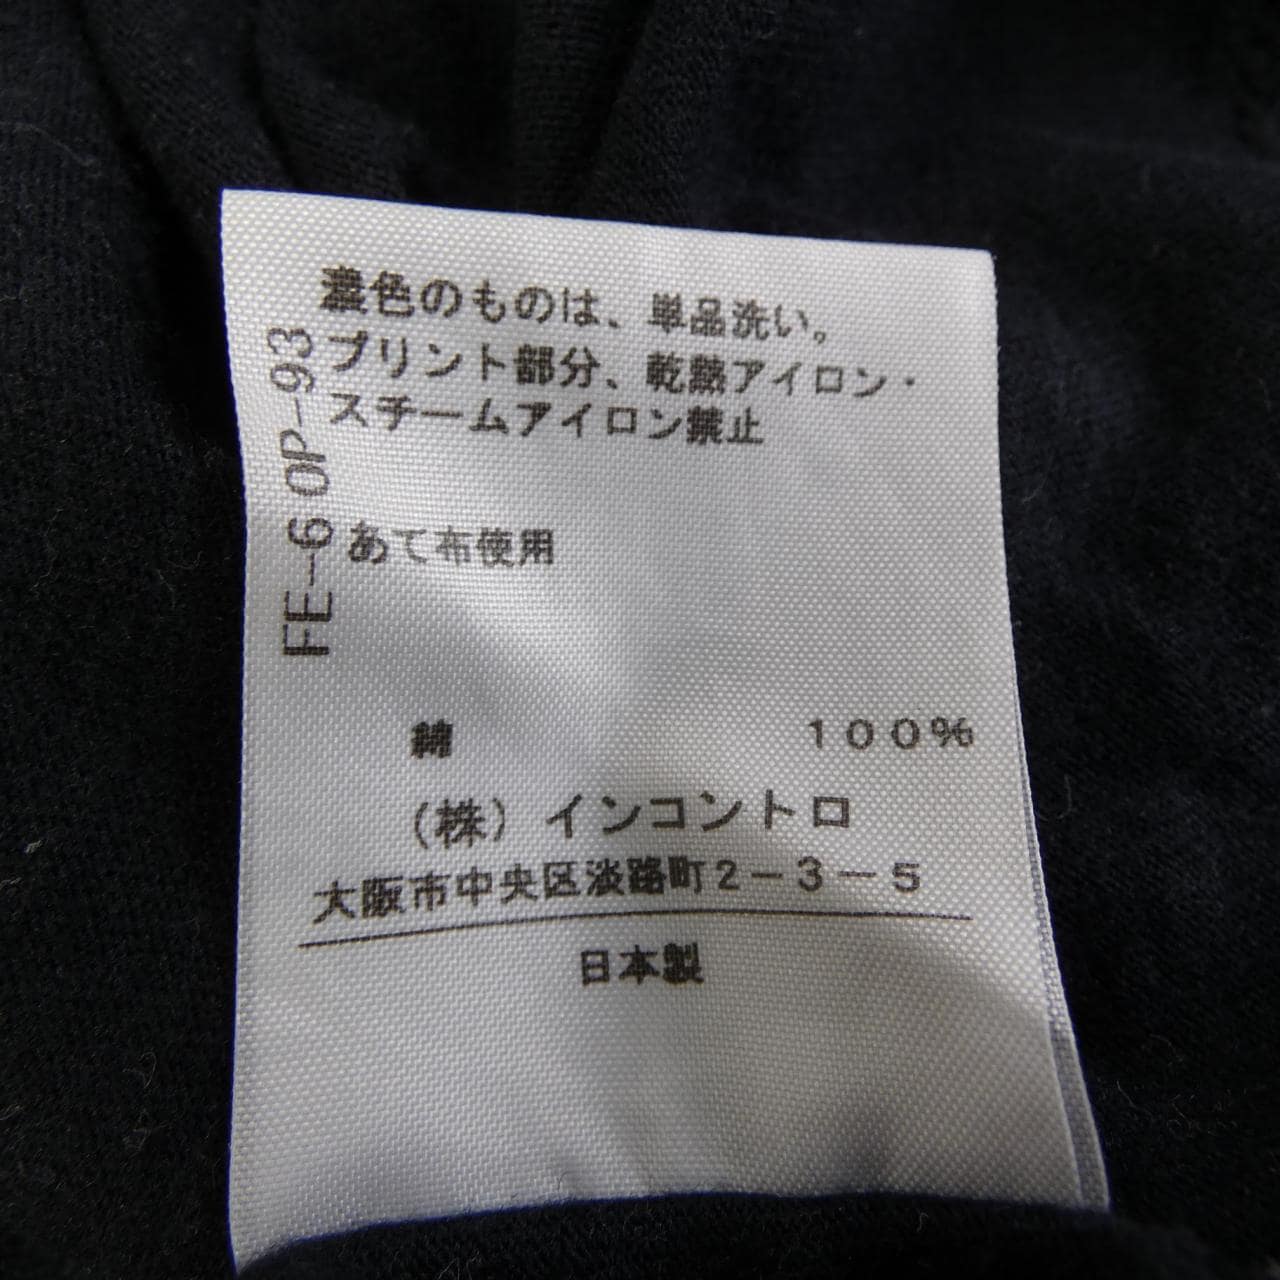 濃色のものは、単品洗い。
プリント部分、乾熱アイロン・
スチームアイロン禁止
FE-60P-93
あて布使用
綿 100%
(株)インコントロ
大阪市中央区淡路町2-3-5
日本製